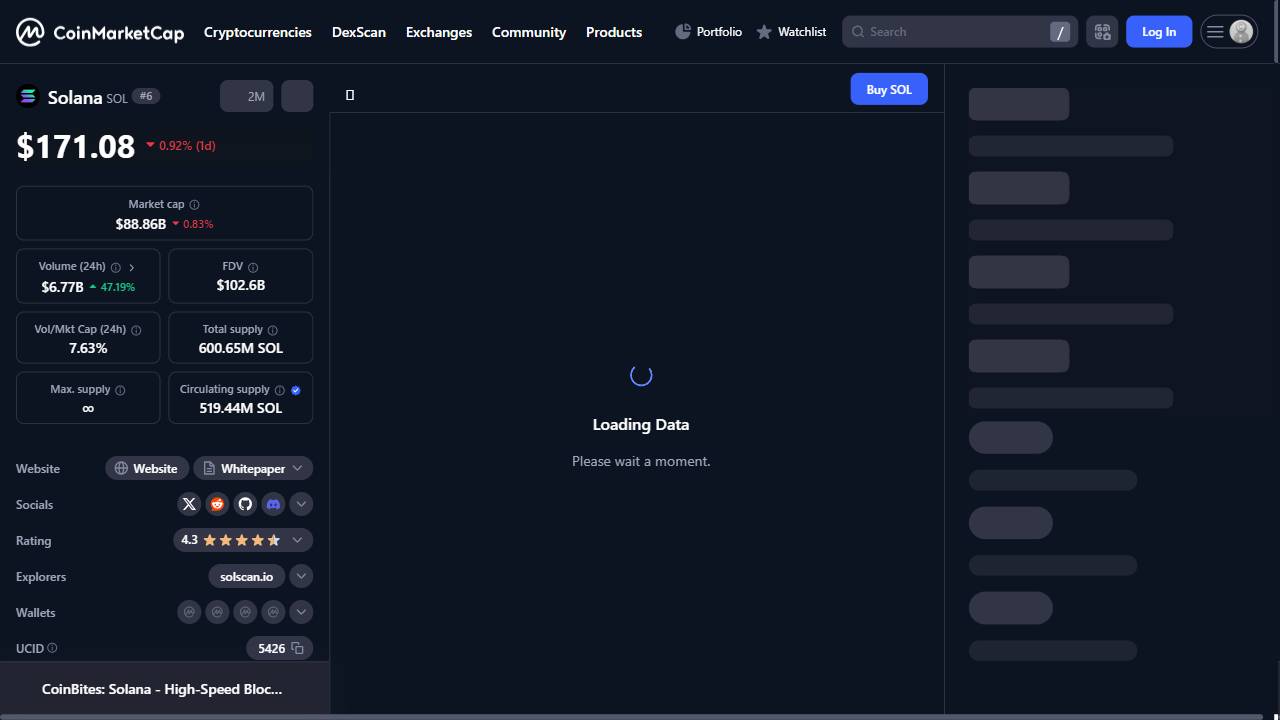 CoinMarketCap Cryptocurrencies DexScan Exchanges Community Products Portfolio Watchlist Search / Log In
Solana SOL #6 2M
Buy SOL
$171.08 0.92% (1d)
Market cap
$88.86B 0.83%
Volume (24h) FDV
$6.77B 47.19% $102.6B
Vol/Mkt Cap (24h) Total supply
7.63% 600.65M SOL
Max. supply Circulating supply
∞ 519.44M SOL
Website Website Whitepaper
Socials
Rating 4.3
Explorers solscan.io
Wallets
UCID 5426
CoinBites: Solana - High-Speed Bloc...
Loading Data
Please wait a moment.